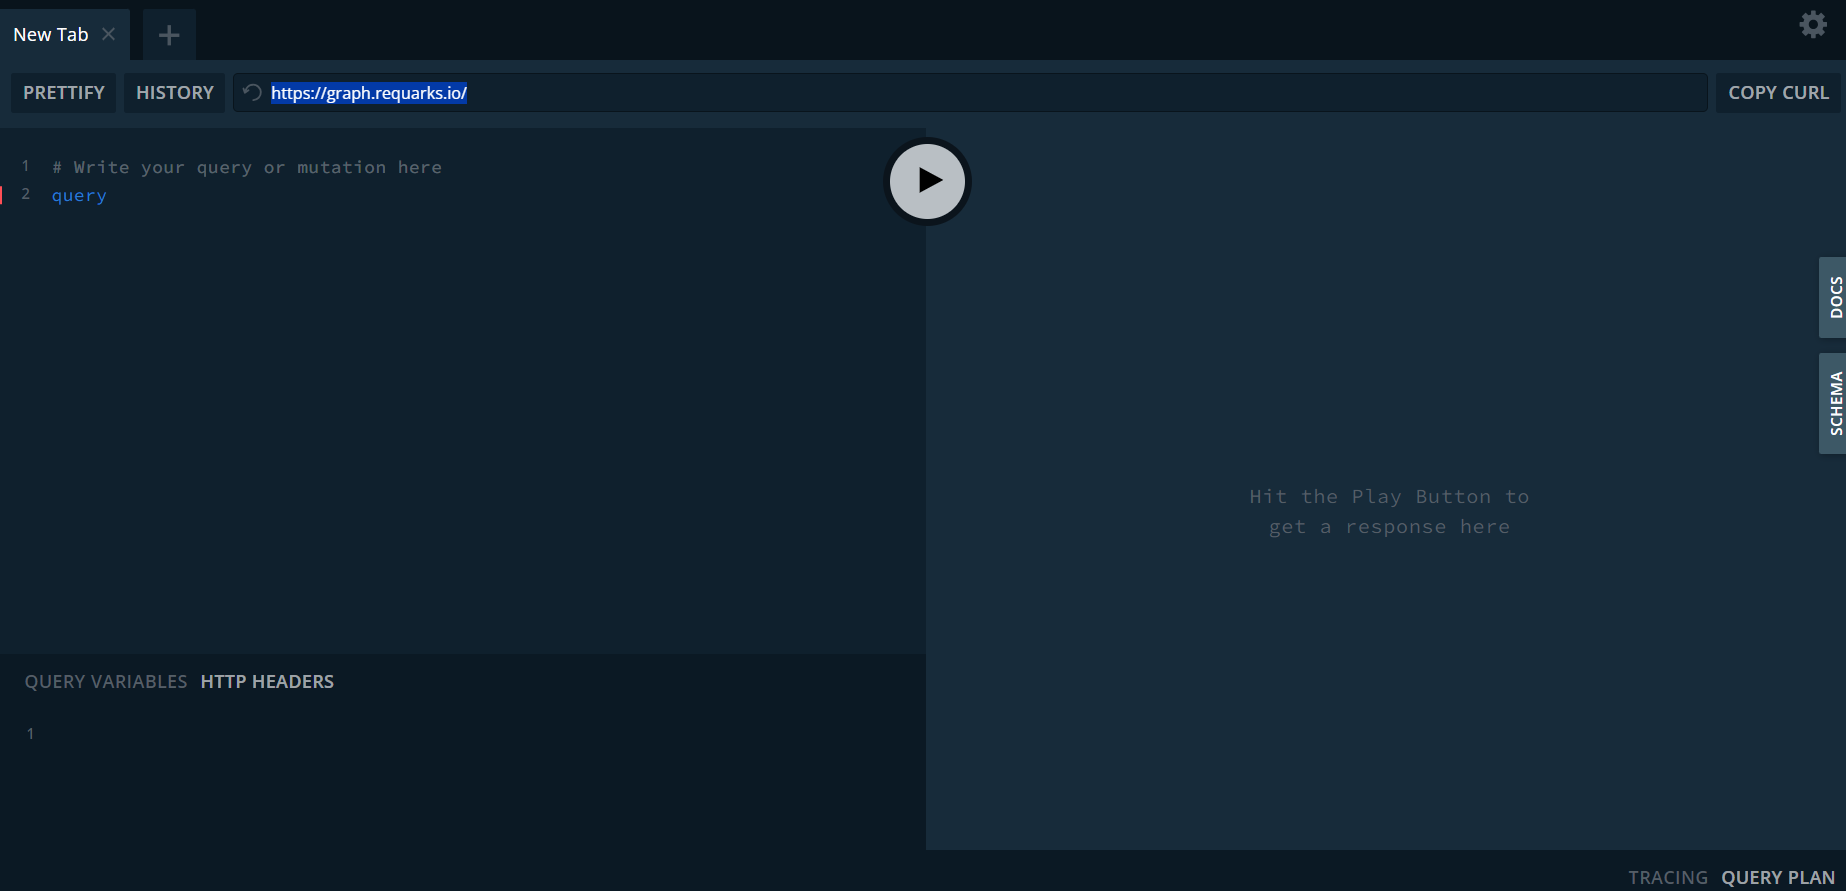 New Tab
PRETTIFY HISTORY https://graph.requarks.io/ COPY CURL
1 # Write your query or mutation here
2 query
DOCS
SCHEMA
Hit the Play Button to
get a response here
QUERY VARIABLES HTTP HEADERS
1
TRACING QUERY PLAN